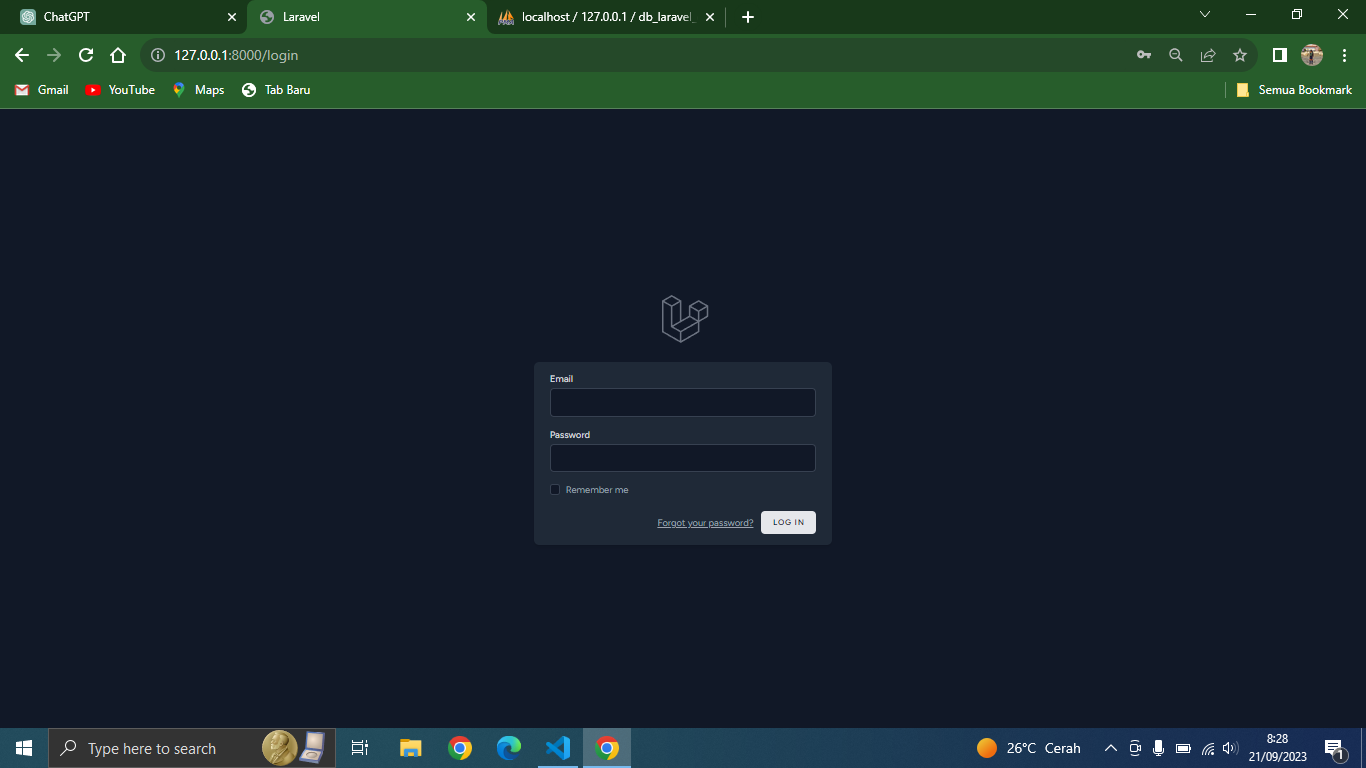 ChatGPT
Laravel
localhost / 127.0.0.1 / db_laravel_
127.0.0.1:8000/login
Gmail
YouTube
Maps
Tab Baru
Semua Bookmark
Email
Password
Remember me
Forgot your password?
LOG IN
Type here to search
26°C Cerah
8:28
21/09/2023
1